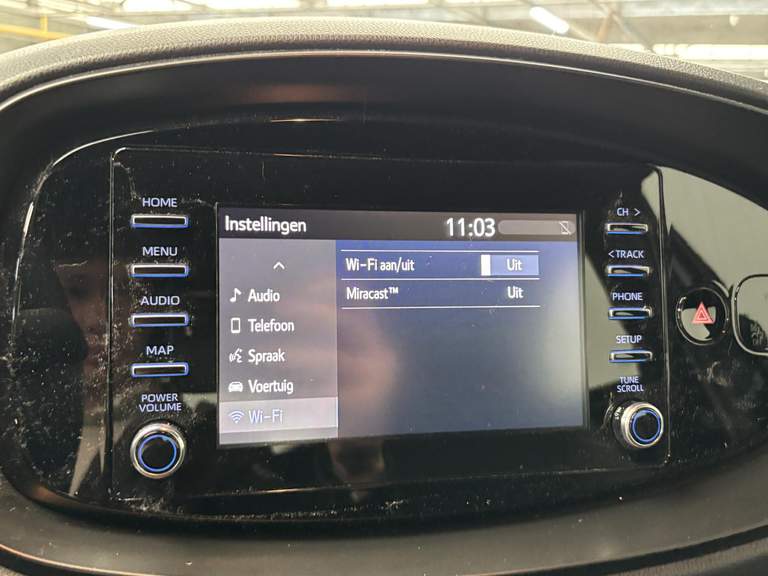 HOME
MENU
AUDIO
MAP
POWER
VOLUME
Instellingen
11:03
Audio
Telefoon
Spraak
Voertuig
Wi-Fi
Wi-Fi aan/uit Uit
Miracast™ Uit
CH >
< TRACK
PHONE
SETUP
TUNE
SCROLL